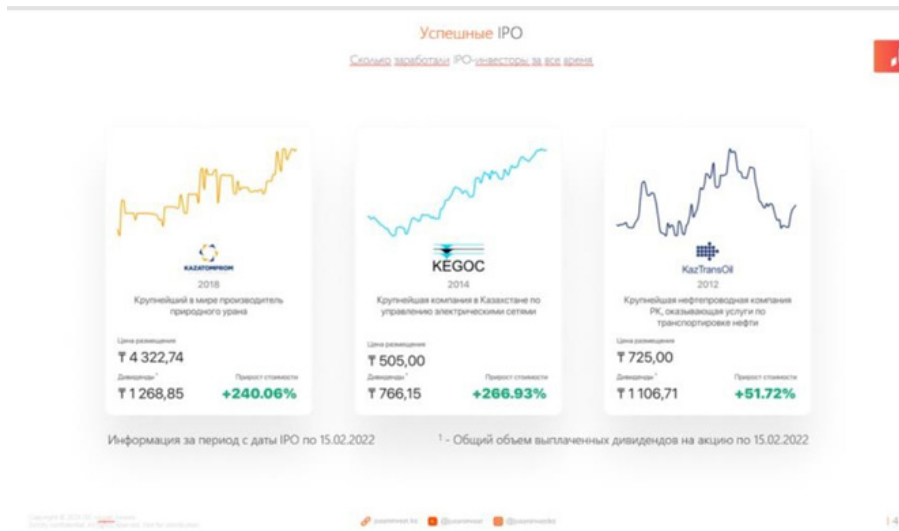 Успешные IPO
Сколько заработали IPO-инвесторы за все время
KAZATOMPROM
2018
Крупнейший в мире производитель
природного урана
Цена размещения
₸ 4 322,74
Дивиденды ¹
Прирост стоимости
₸ 1 268,85
+240.06%
KEGOC
2014
Крупнейшая компания в Казахстане по
управлению электрическими сетями
Цена размещения
₸ 505,00
Дивиденды ¹
Прирост стоимости
₸ 766,15
+266.93%
KazTransOil
2012
Крупнейшая нефтепроводная компания
РК, оказывающая услуги по
транспортировке нефти
Цена размещения
₸ 725,00
Дивиденды ¹
Прирост стоимости
₸ 1 106,71
+51.72%
Информация за период с даты IPO по 15.02.2022
¹ - Общий объем выплаченных дивидендов на акцию по 15.02.2022
| 4